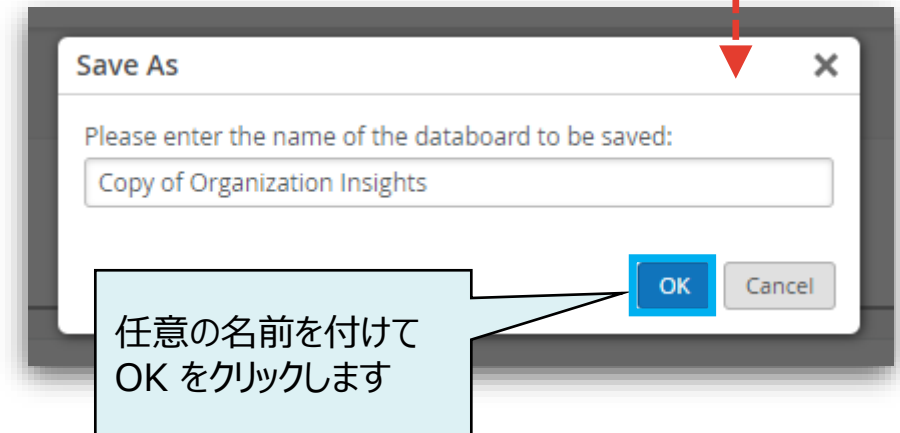 Save As
Please enter the name of the databoard to be saved:
Copy of Organization Insights
OK
Cancel
任意の名前を付けて
OK をクリックします